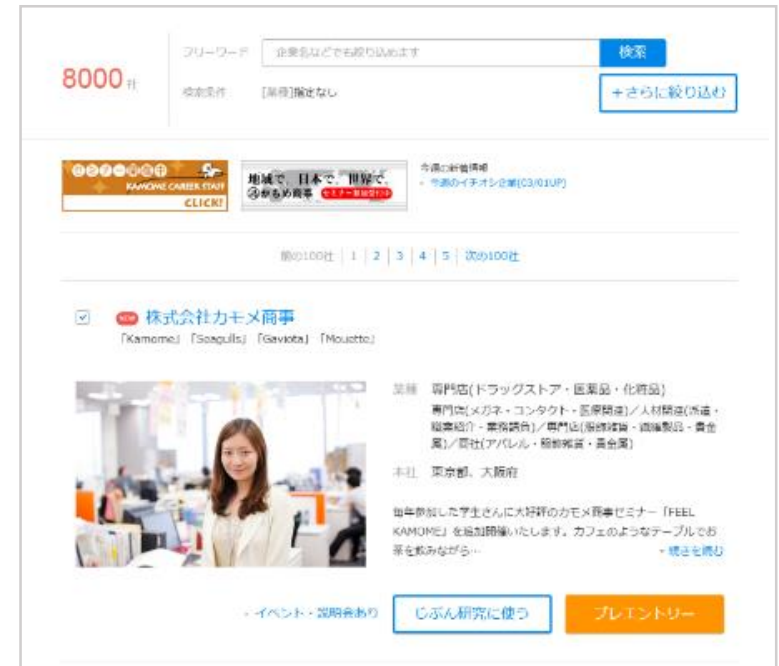 フリーワード 企業名などでも絞り込めます 検索
8000 社
検索条件 [業種]指定なし +さらに絞り込む
KAMOME CAREER STAFF
CLICK!
地域で、日本で、世界で。
かもめ商事
今週の新着情報
今週のイチオシ企業(03/01UP)
前の100社 | 1 | 2 | 3 | 4 | 5 | 次の100社
NEW 株式会社カモメ商事
「Kamome」「Seagulls」「Gaviota」「Mouette」
業種 専門店(ドラッグストア・医薬品・化粧品)
専門店(メガネ・コンタクト・医療関連)/人材関連(派遣・
職業紹介・業務請負)/専門店(服飾雑貨・繊維製品・貴金
属)/商社(アパレル・服飾雑貨・貴金属)
本社 東京都、大阪府
毎年参加した学生さんに大好評のカモメ商事セミナー「FEEL
KAMOME」を追加開催いたします。カフェのようなテーブルでお
茶を飲みながら… 続きを読む
イベント・説明会あり じぶん研究に使う プレエントリー